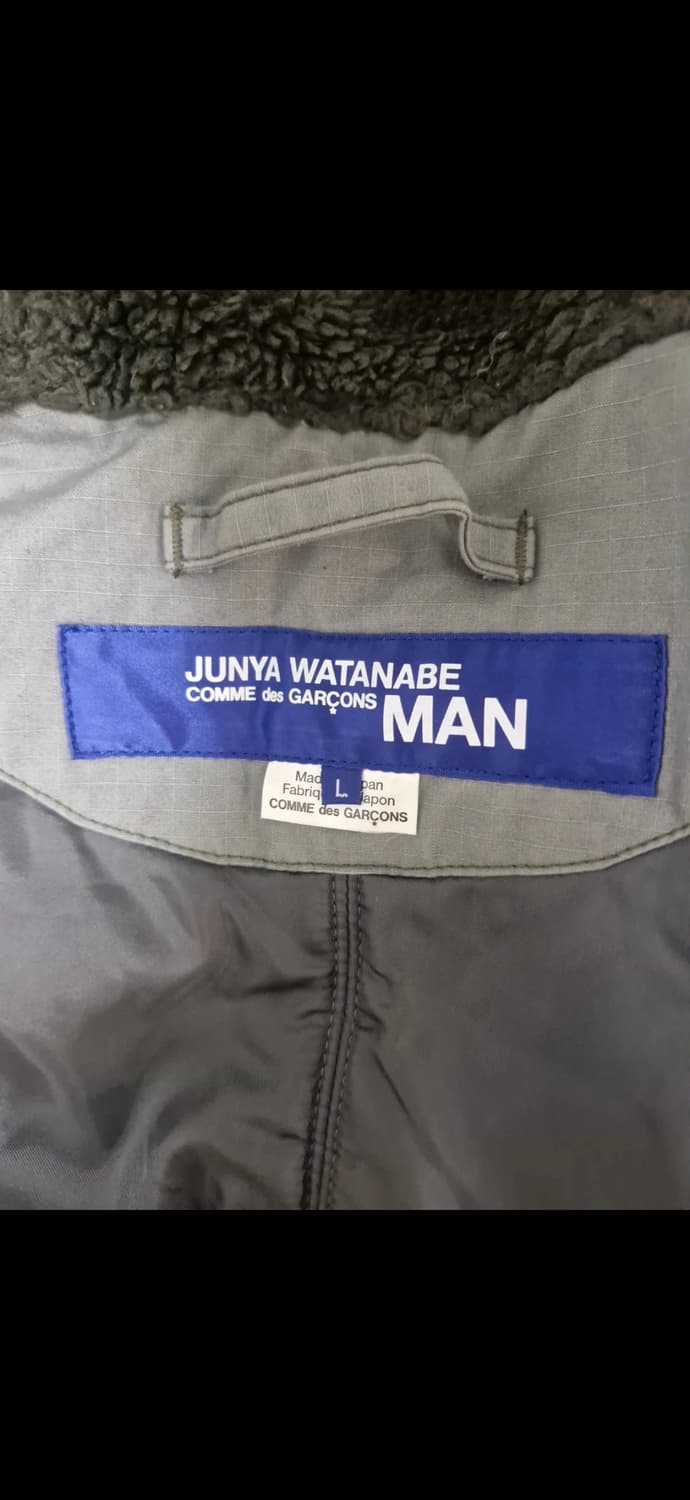 JUNYA WATANABE
COMME des GARÇONS MAN
L
COMME des GARÇONS